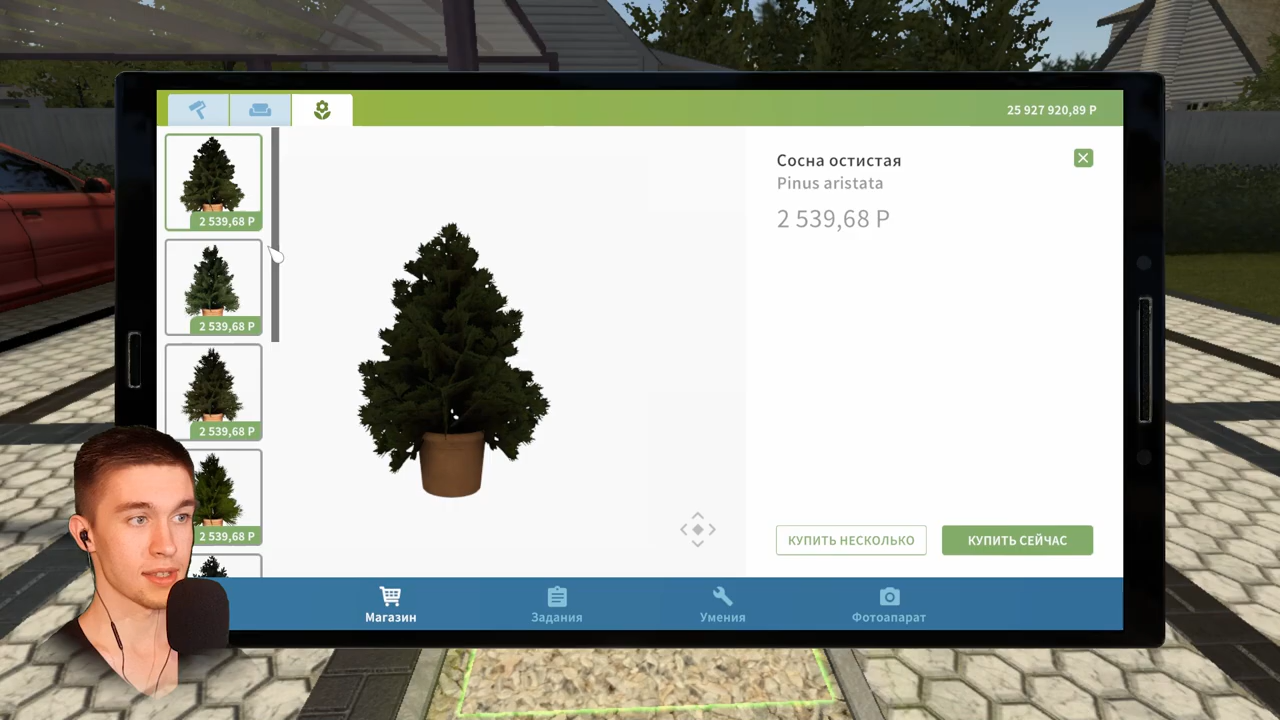 25 927 920,89 Р
Сосна остистая
Pinus aristata
2 539,68 Р
2 539,68 Р
2 539,68 Р
2 539,68 Р
2 539,68 Р
КУПИТЬ НЕСКОЛЬКО
КУПИТЬ СЕЙЧАС
Магазин
Задания
Умения
Фотоаппарат